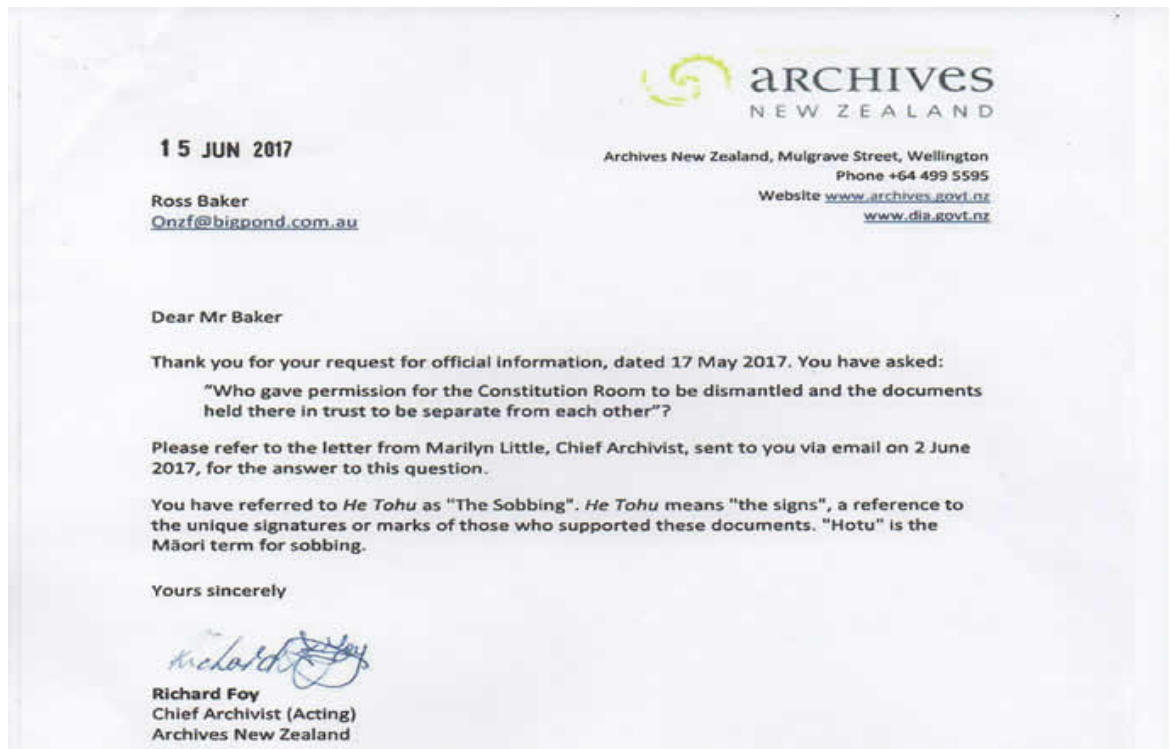 aRCHIVes
NEW ZEALAND
15 JUN 2017
Archives New Zealand, Mulgrave Street, Wellington
Phone +64 499 5595
Website www.archives.govt.nz
www.dia.govt.nz
Ross Baker
Onzf@bigpond.com.au
Dear Mr Baker
Thank you for your request for official information, dated 17 May 2017. You have asked:
"Who gave permission for the Constitution Room to be dismantled and the documents
held there in trust to be separate from each other"?
Please refer to the letter from Marilyn Little, Chief Archivist, sent to you via email on 2 June
2017, for the answer to this question.
You have referred to He Tohu as "The Sobbing". He Tohu means "the signs", a reference to
the unique signatures or marks of those who supported these documents. "Hotu" is the
Māori term for sobbing.
Yours sincerely
Richard Foy
Richard Foy
Chief Archivist (Acting)
Archives New Zealand